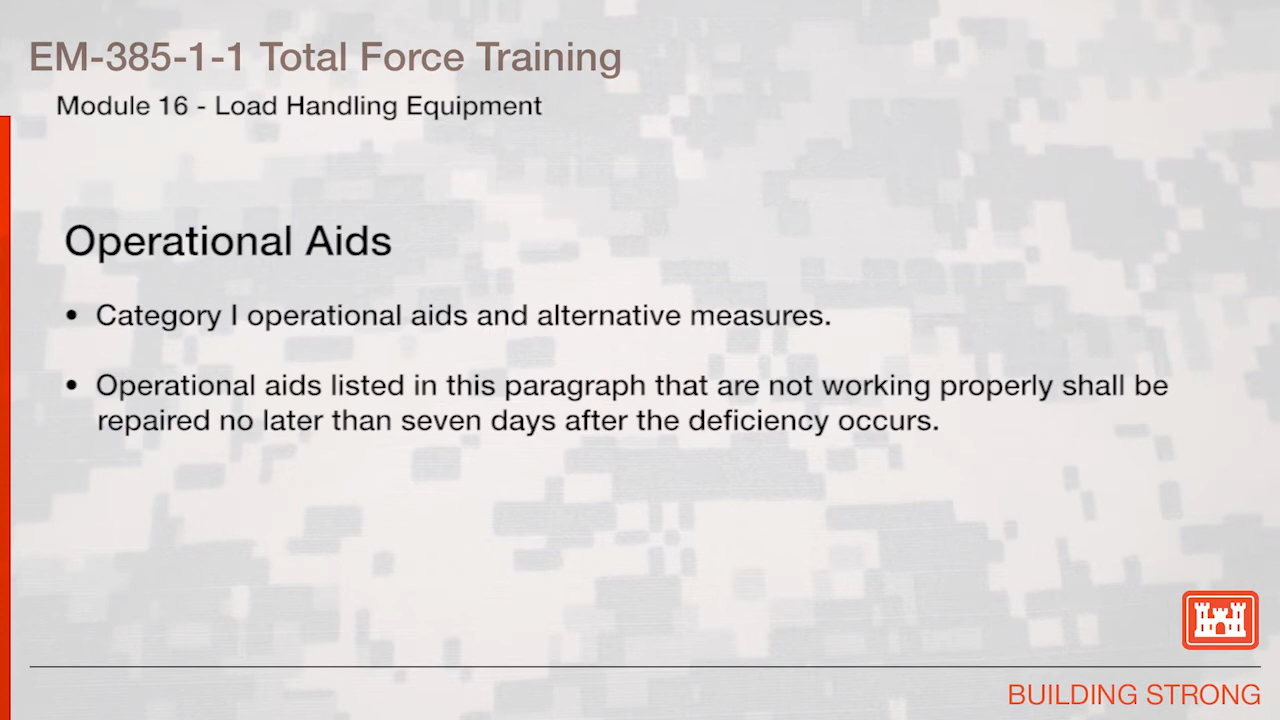 EM-385-1-1 Total Force Training
Module 16 - Load Handling Equipment
Operational Aids
• Category I operational aids and alternative measures.
• Operational aids listed in this paragraph that are not working properly shall be
repaired no later than seven days after the deficiency occurs.
BUILDING STRONG